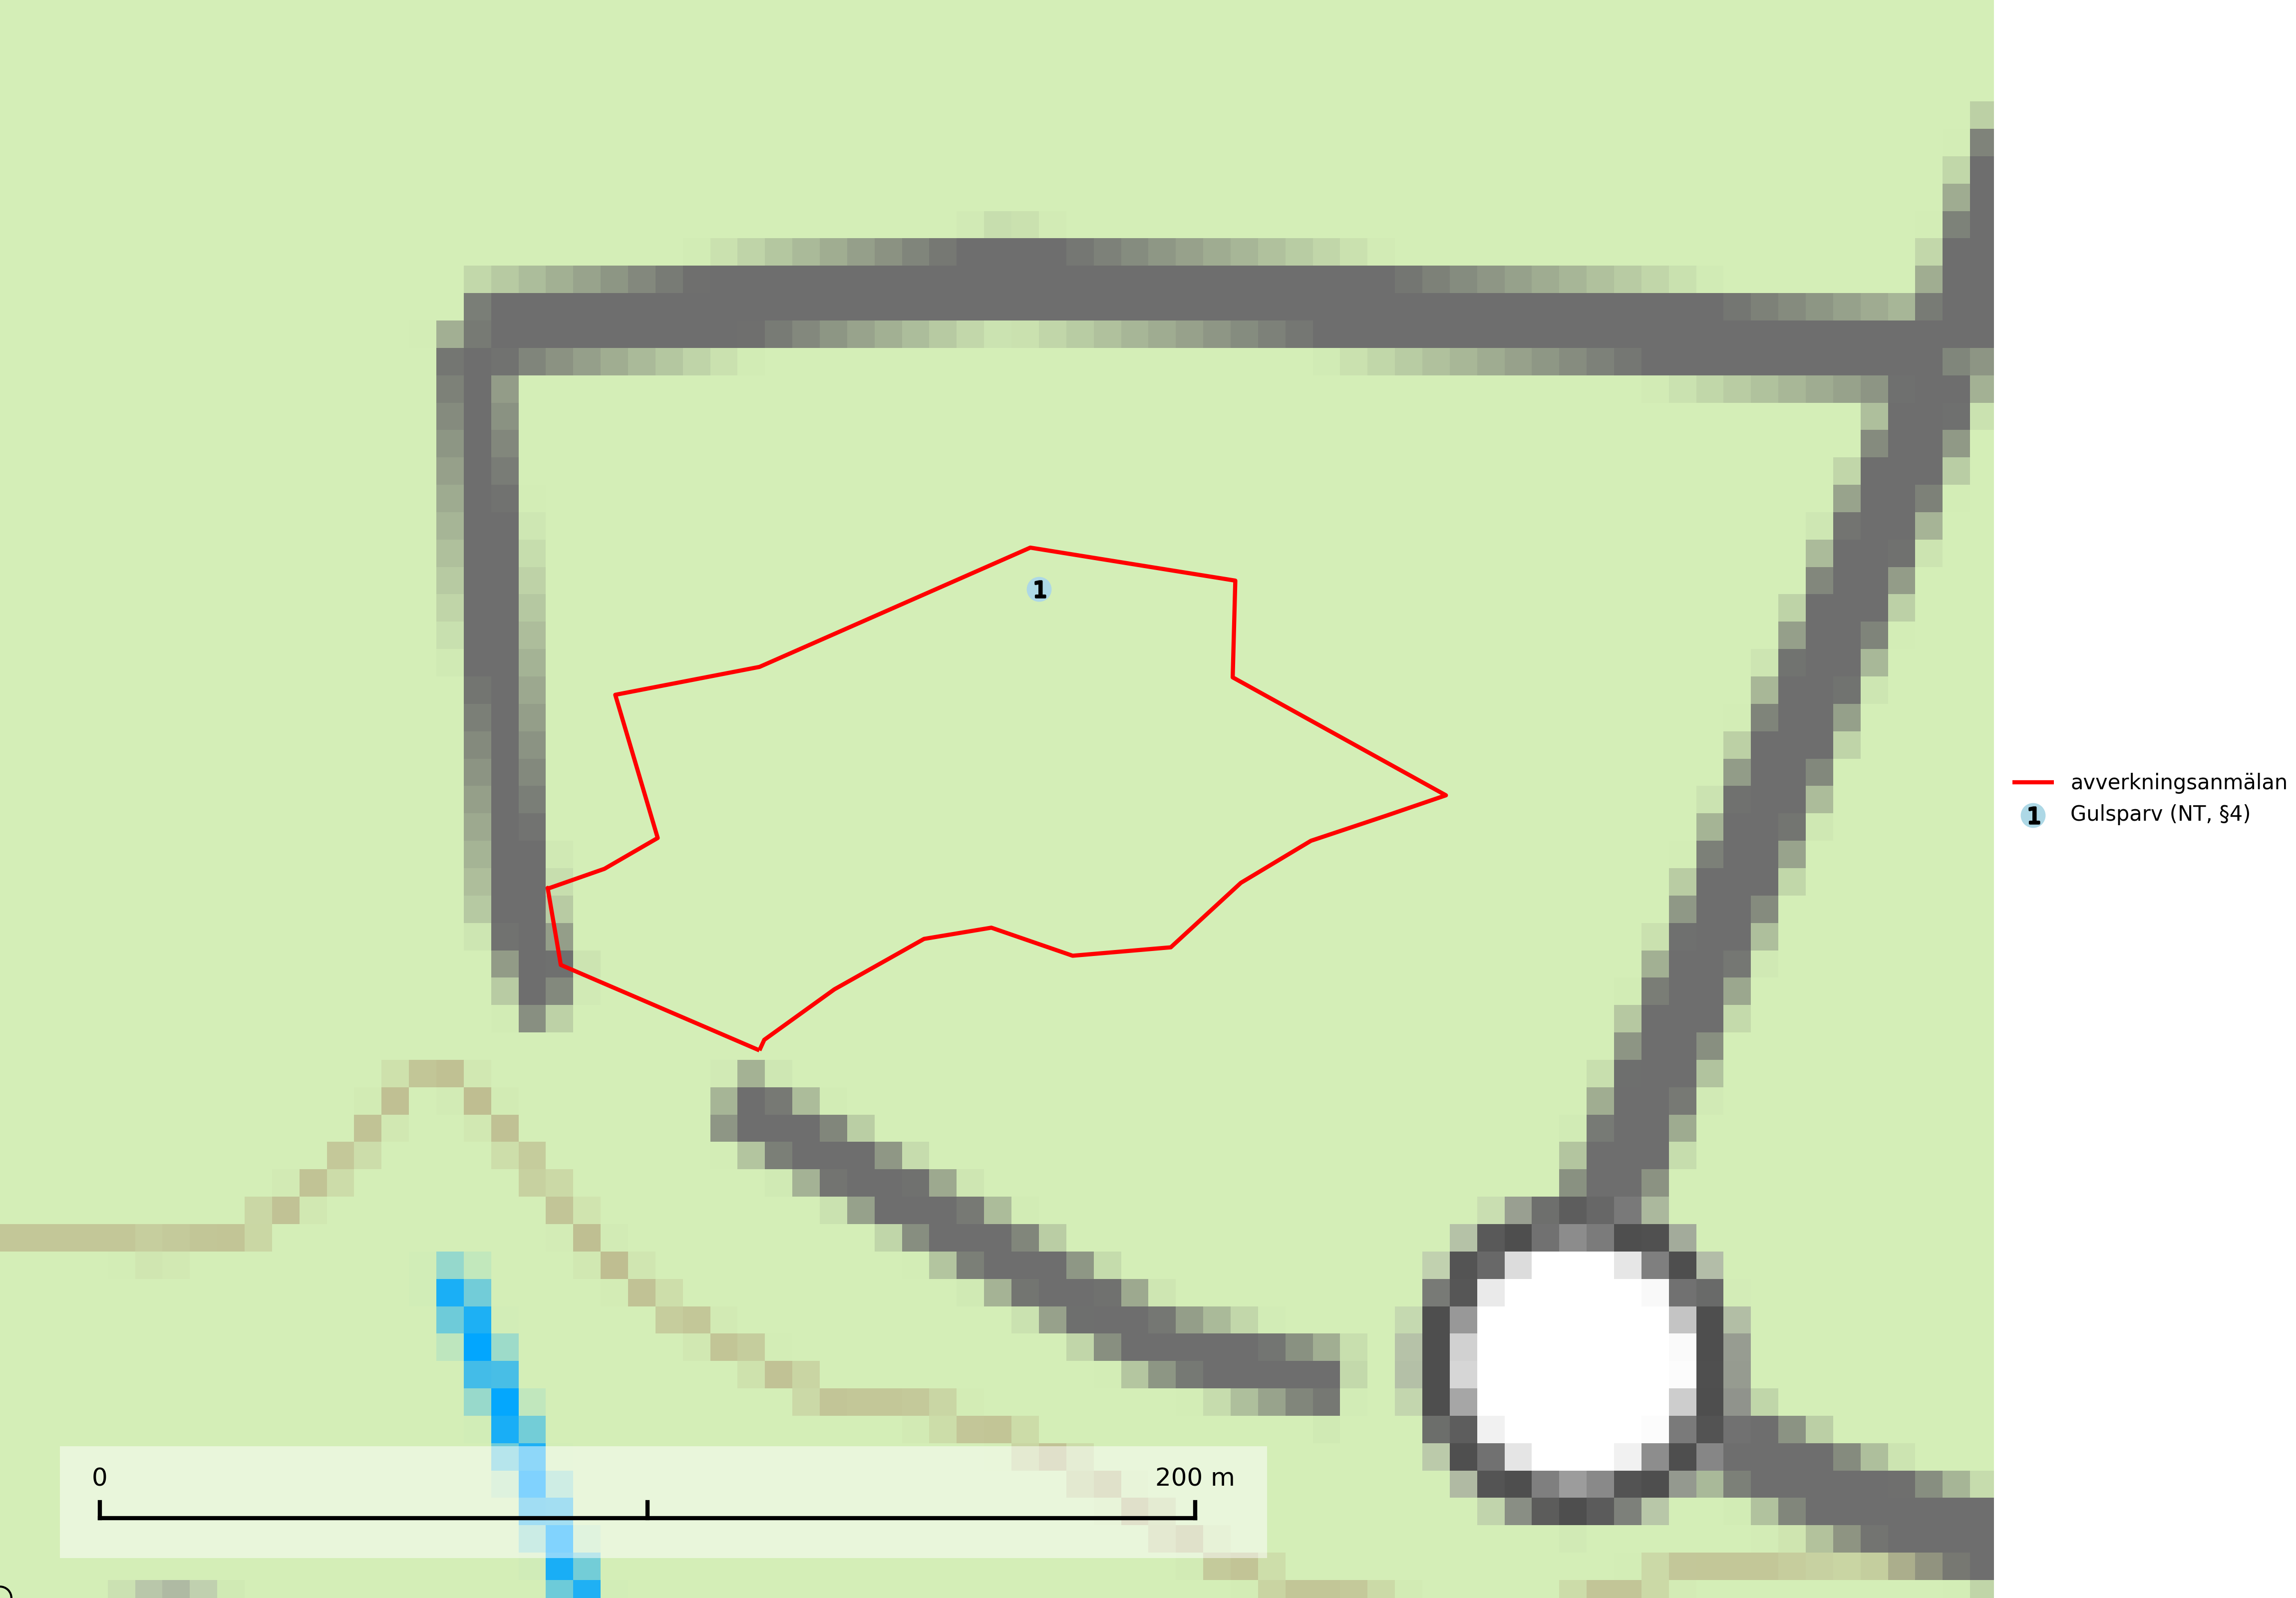 1
avverkningsanmälan
1 Gulsparv (NT, §4)
0 200 m